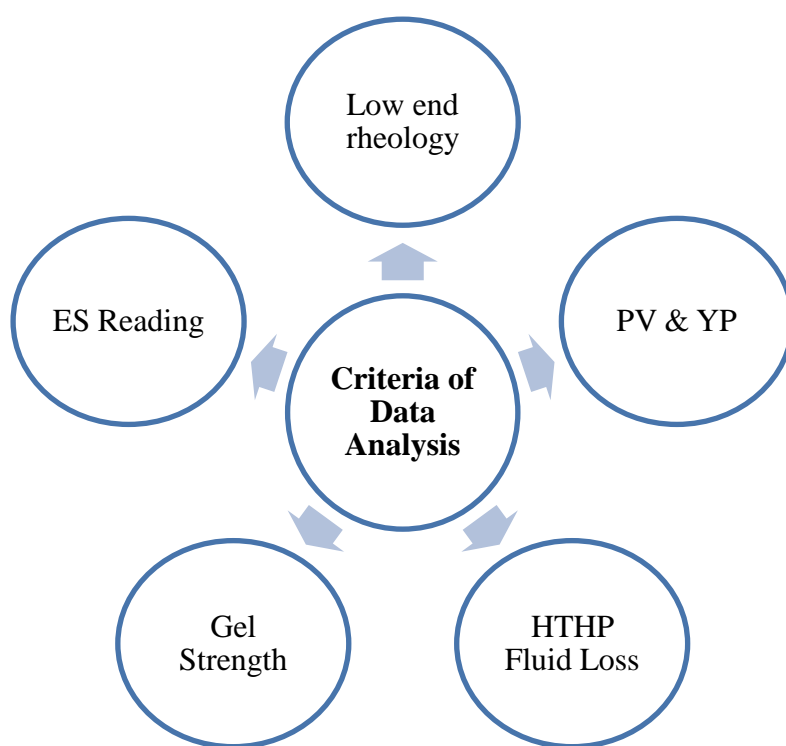 Low end
rheology
ES Reading
PV & YP
Criteria of
Data
Analysis
Gel
Strength
HTHP
Fluid Loss